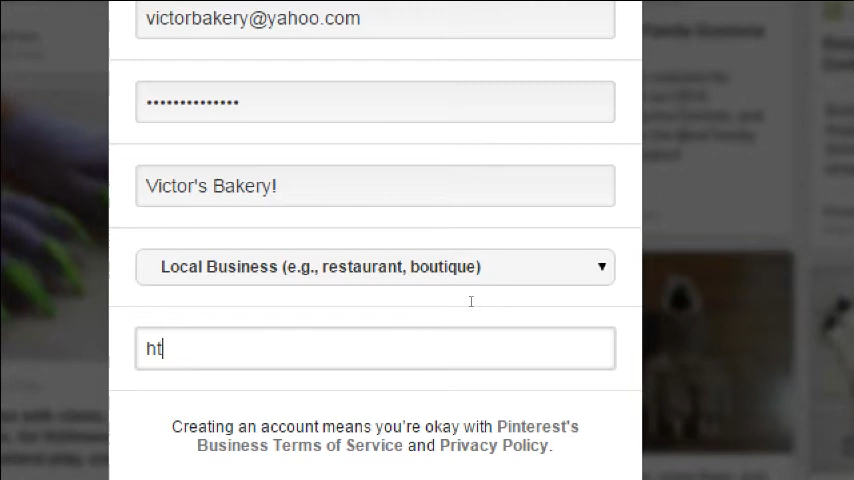 victorbakery@yahoo.com
••••••••••••••
Victor's Bakery!
Local Business (e.g., restaurant, boutique) ▼
ht
Creating an account means you're okay with Pinterest's
Business Terms of Service and Privacy Policy.